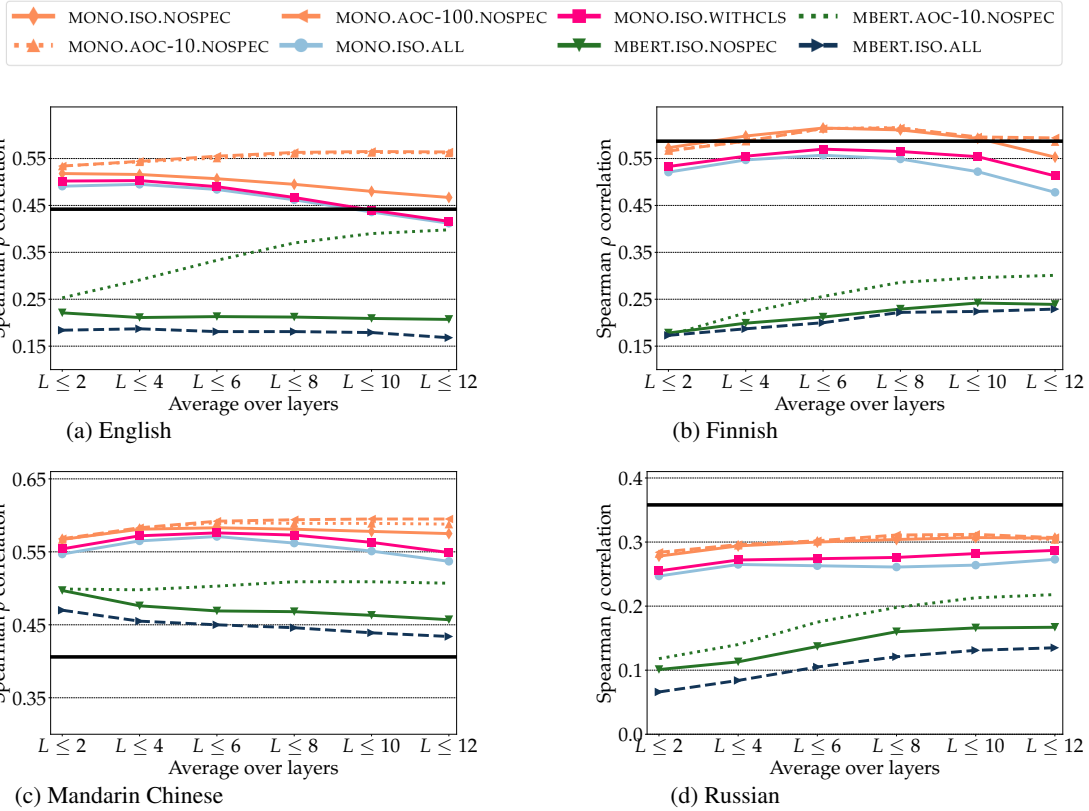 MONO.ISO.NOSPEC MONO.AOC-100.NOSPEC MONO.ISO.WITHCLS MBERT.AOC-10.NOSPEC
MONO.AOC-10.NOSPEC MONO.ISO.ALL MBERT.ISO.NOSPEC MBERT.ISO.ALL
Spearman ρ correlation
0.55
0.45
0.35
0.25
0.15
L ≤ 2 L ≤ 4 L ≤ 6 L ≤ 8 L ≤ 10 L ≤ 12
Average over layers
(a) English
Spearman ρ correlation
0.55
0.45
0.35
0.25
0.15
L ≤ 2 L ≤ 4 L ≤ 6 L ≤ 8 L ≤ 10 L ≤ 12
Average over layers
(b) Finnish
Spearman ρ correlation
0.65
0.55
0.45
0.35
L ≤ 2 L ≤ 4 L ≤ 6 L ≤ 8 L ≤ 10 L ≤ 12
Average over layers
(c) Mandarin Chinese
Spearman ρ correlation
0.4
0.3
0.2
0.1
0.0
L ≤ 2 L ≤ 4 L ≤ 6 L ≤ 8 L ≤ 10 L ≤ 12
Average over layers
(d) Russian